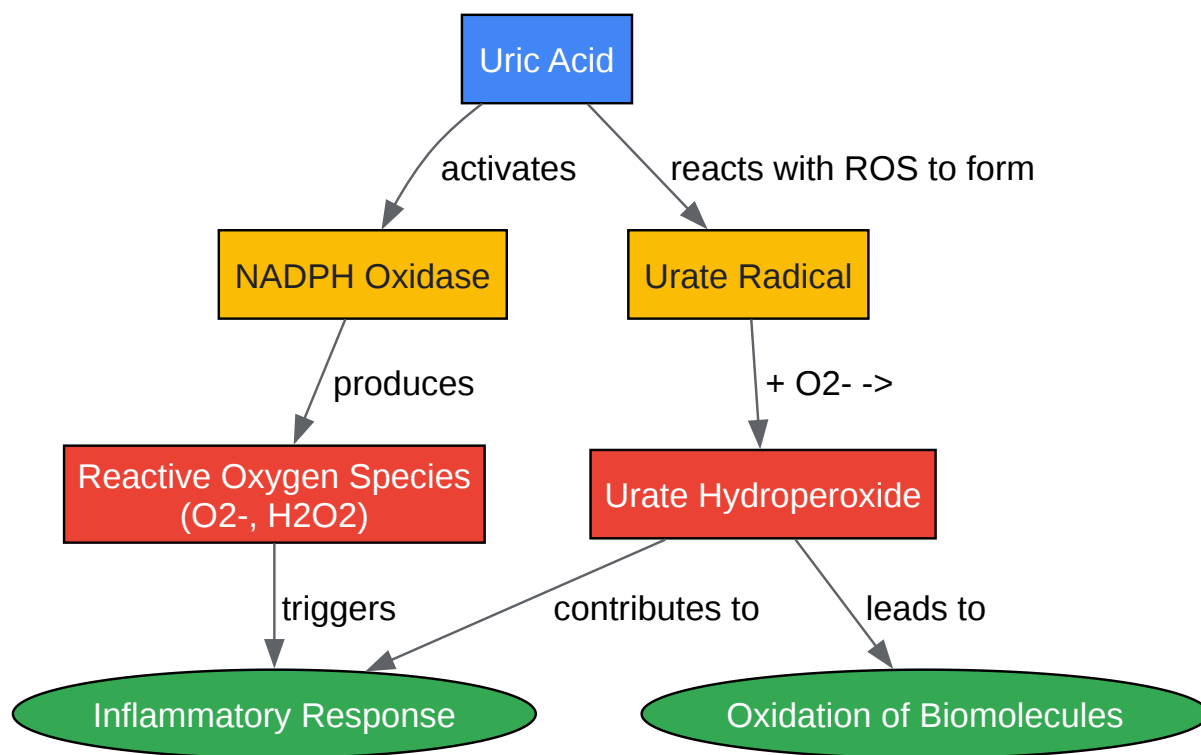 Uric Acid
activates
reacts with ROS to form
NADPH Oxidase
Urate Radical
produces
+ O2- ->
Reactive Oxygen Species
(O2-, H2O2)
Urate Hydroperoxide
triggers
contributes to
leads to
Inflammatory Response
Oxidation of Biomolecules